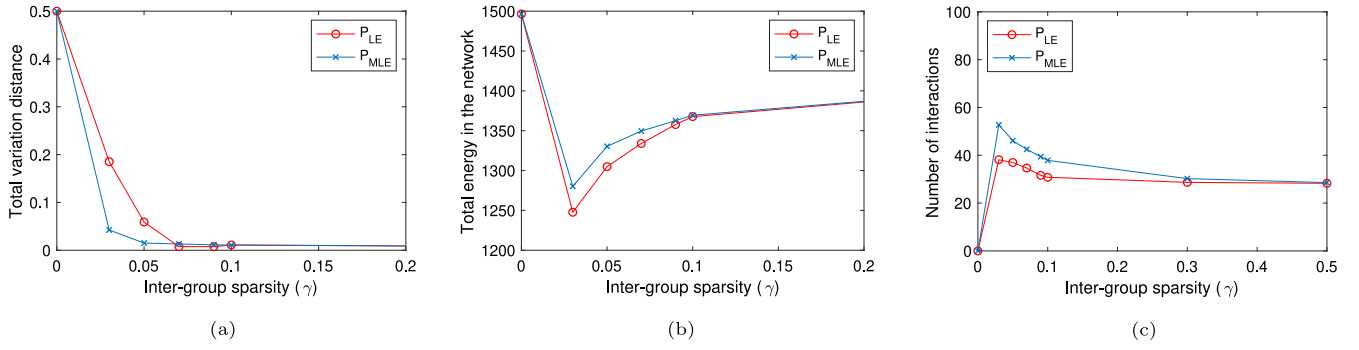 Total variation distance
0.5
0.4
0.3
0.2
0.1
0
0
0.05
0.1
0.15
0.2
Inter-group sparsity (γ)
P_LE
P_MLE
(a)
Total energy in the network
1500
1450
1400
1350
1300
1250
1200
0
0.05
0.1
0.15
0.2
Inter-group sparsity (γ)
P_LE
P_MLE
(b)
Number of interactions
100
80
60
40
20
0
0
0.1
0.2
0.3
0.4
0.5
Inter-group sparsity (γ)
P_LE
P_MLE
(c)